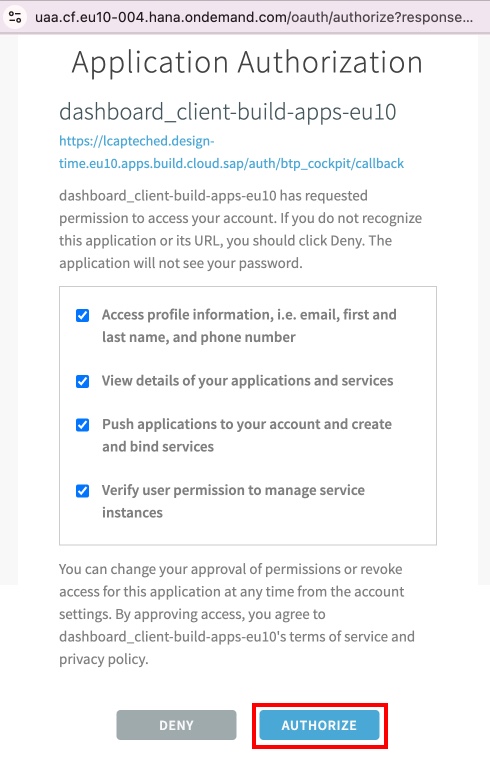 uaa.cf.eu10-004.hana.ondemand.com/oauth/authorize?response...
Application Authorization
dashboard_client-build-apps-eu10
https://lcapteched.design-
time.eu10.apps.build.cloud.sap/auth/btp_cockpit/callback
dashboard_client-build-apps-eu10 has requested
permission to access your account. If you do not recognize
this application or its URL, you should click Deny. The
application will not see your password.
Access profile information, i.e. email, first and
last name, and phone number
View details of your applications and services
Push applications to your account and create
and bind services
Verify user permission to manage service
instances
You can change your approval of permissions or revoke
access for this application at any time from the account
settings. By approving access, you agree to
dashboard_client-build-apps-eu10's terms of service and
privacy policy.
DENY
AUTHORIZE